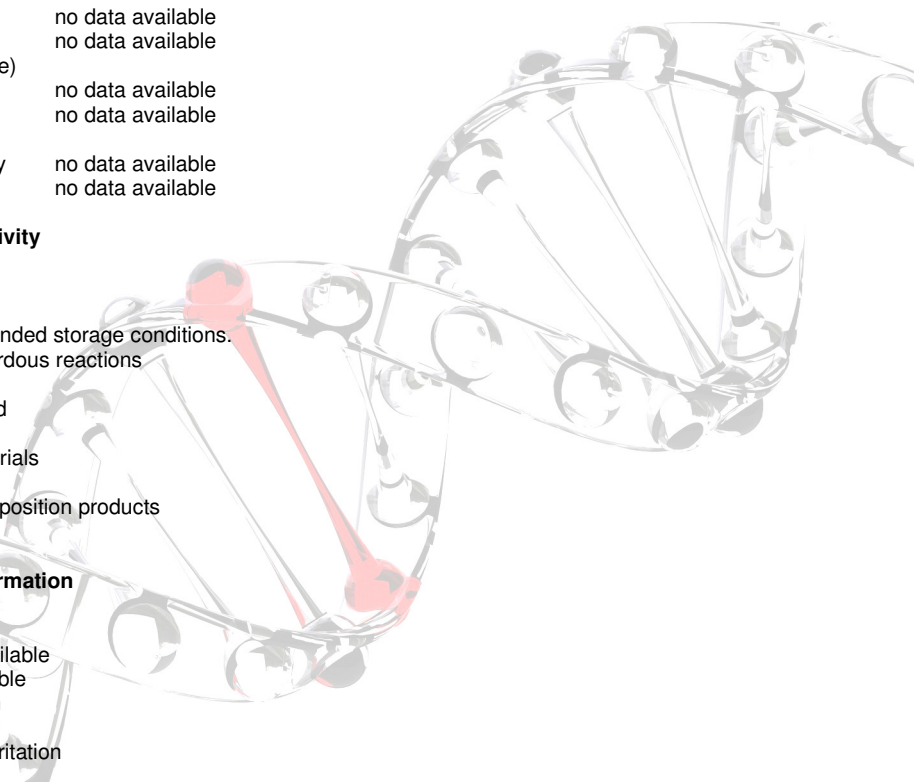 no data available
no data available
e)
no data available
no data available
y no data available
no data available
ivity
nded storage conditions.
rdous reactions
d
rials
position products
rmation
ilable
ble
ritation